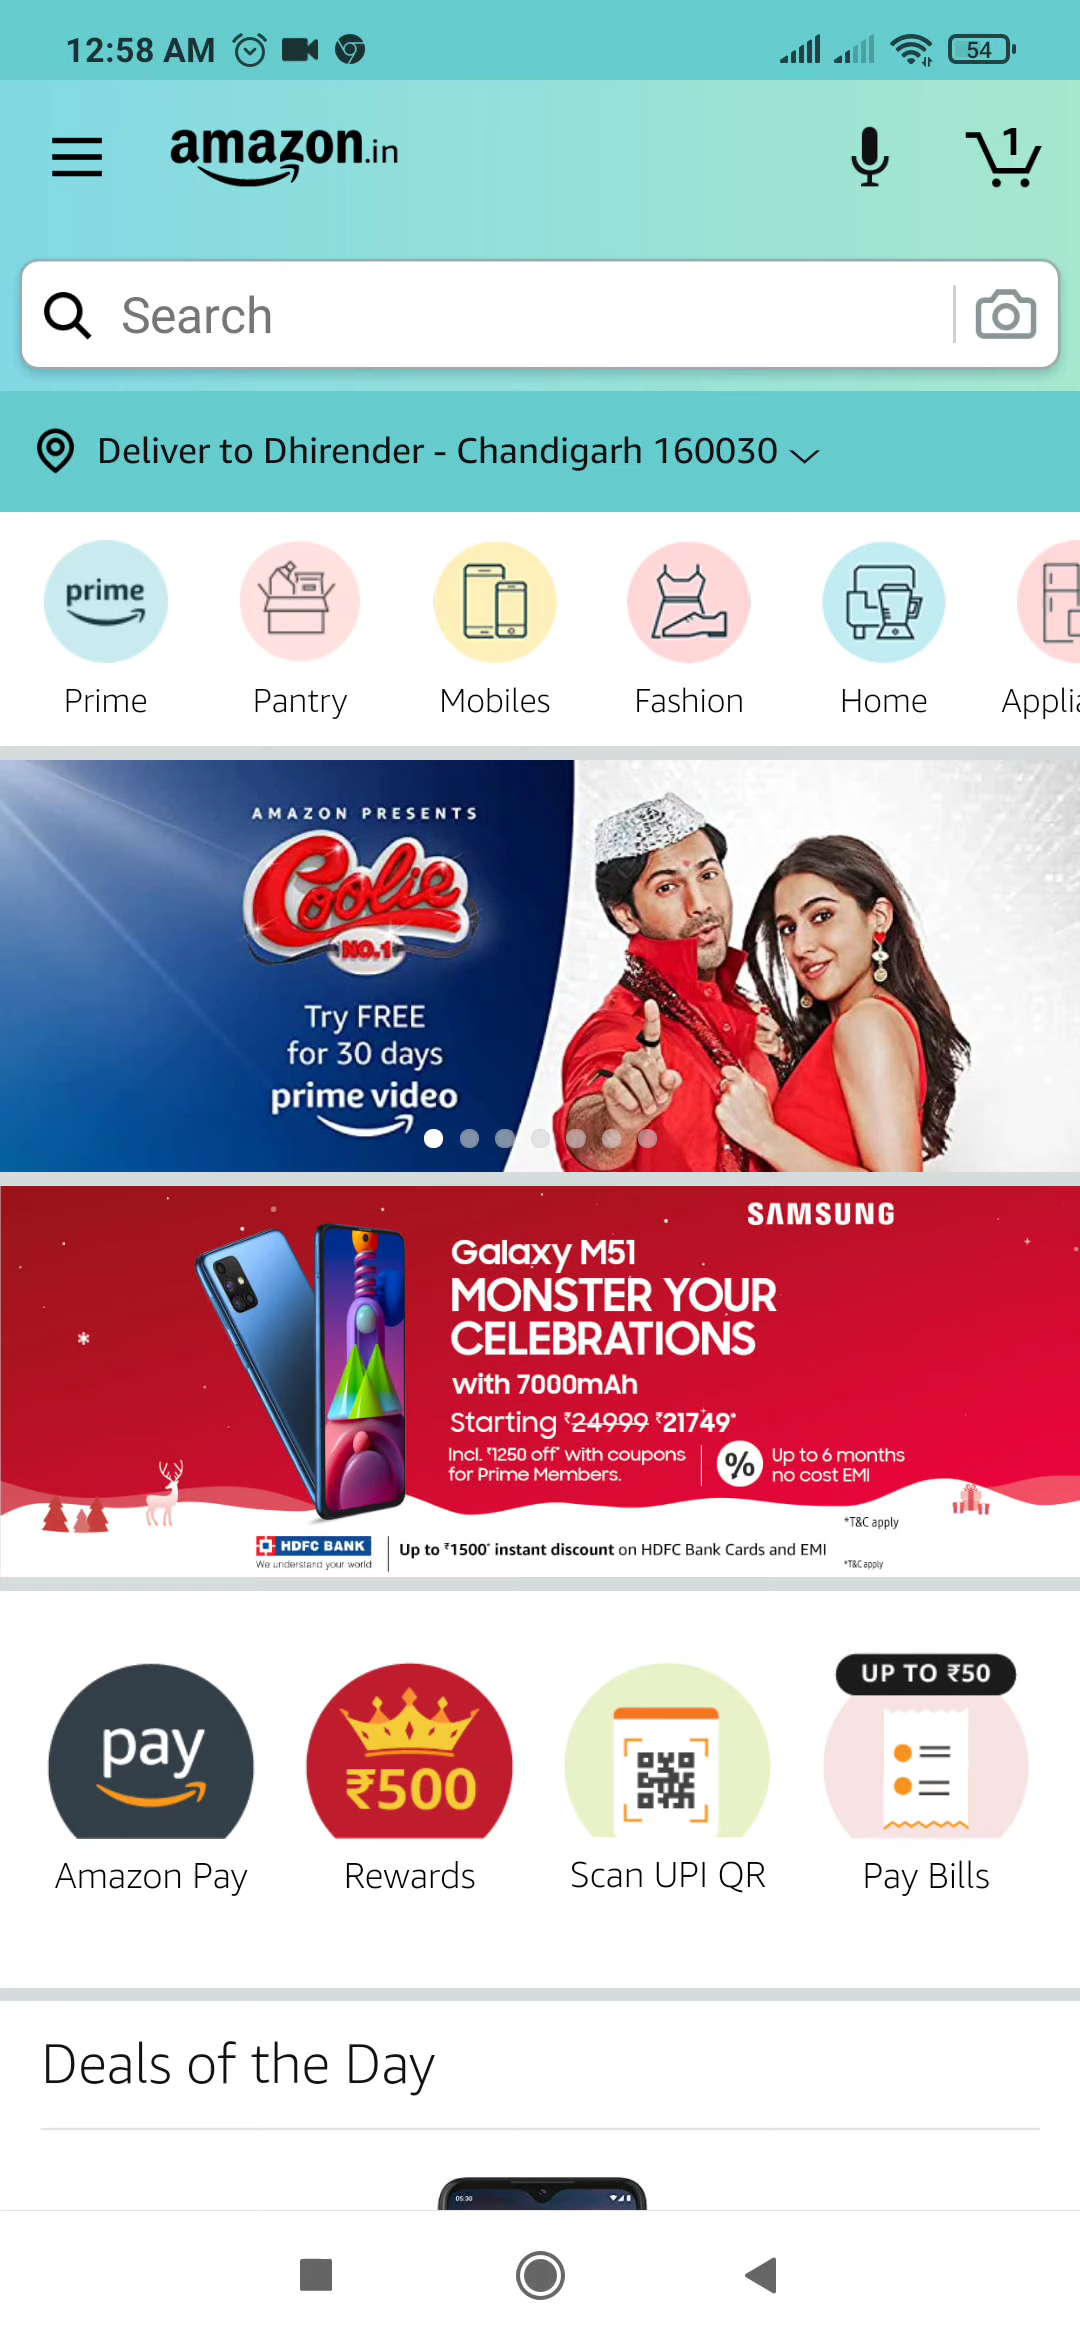 12:58 AM
54
amazon.in
1
Search
Deliver to Dhirender - Chandigarh 160030
prime
Prime
Pantry
Mobiles
Fashion
Home
Applia
AMAZON PRESENTS
Coolie
NO.1
Try FREE
for 30 days
prime video
SAMSUNG
Galaxy M51
MONSTER YOUR
CELEBRATIONS
with 7000mAh
Starting ₹24999 ₹21749*
Incl. ₹1250 off* with coupons
for Prime Members.
%
Up to 6 months
no cost EMI
*T&C apply
HDFC BANK
We understand your world
Up to ₹1500* instant discount on HDFC Bank Cards and EMI
*T&C apply
pay
₹500
UP TO ₹50
Amazon Pay
Rewards
Scan UPI QR
Pay Bills
Deals of the Day
05:30